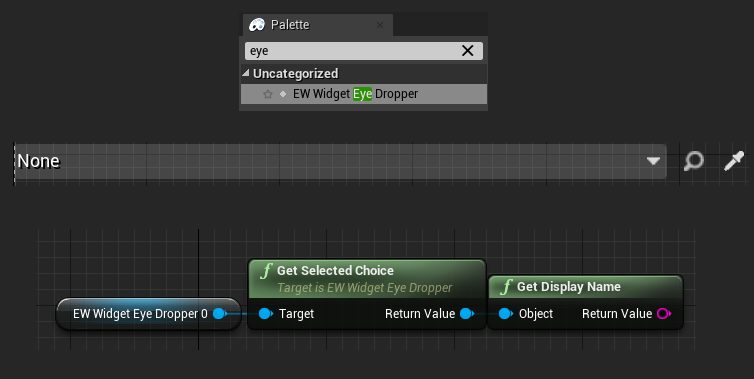 Palette
eye
Uncategorized
EW Widget Eye Dropper
None
Get Selected Choice
Target is EW Widget Eye Dropper
Get Display Name
EW Widget Eye Dropper 0
Target
Return Value
Object
Return Value